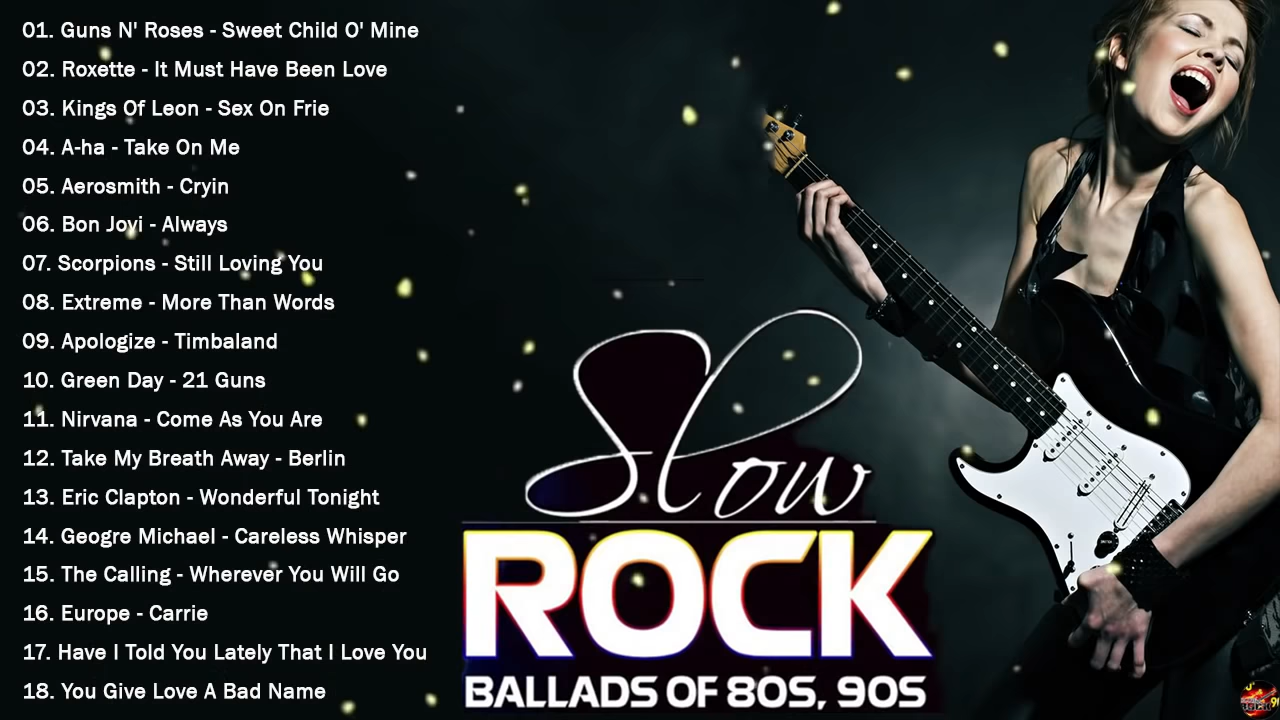 01. Guns N' Roses - Sweet Child O' Mine
02. Roxette - It Must Have Been Love
03. Kings Of Leon - Sex On Frie
04. A-ha - Take On Me
05. Aerosmith - Cryin
06. Bon Jovi - Always
07. Scorpions - Still Loving You
08. Extreme - More Than Words
09. Apologize - Timbaland
10. Green Day - 21 Guns
11. Nirvana - Come As You Are
12. Take My Breath Away - Berlin
13. Eric Clapton - Wonderful Tonight
14. Geogre Michael - Careless Whisper
15. The Calling - Wherever You Will Go
16. Europe - Carrie
17. Have I Told You Lately That I Love You
18. You Give Love A Bad Name
Slow
ROCK
BALLADS OF 80S, 90S